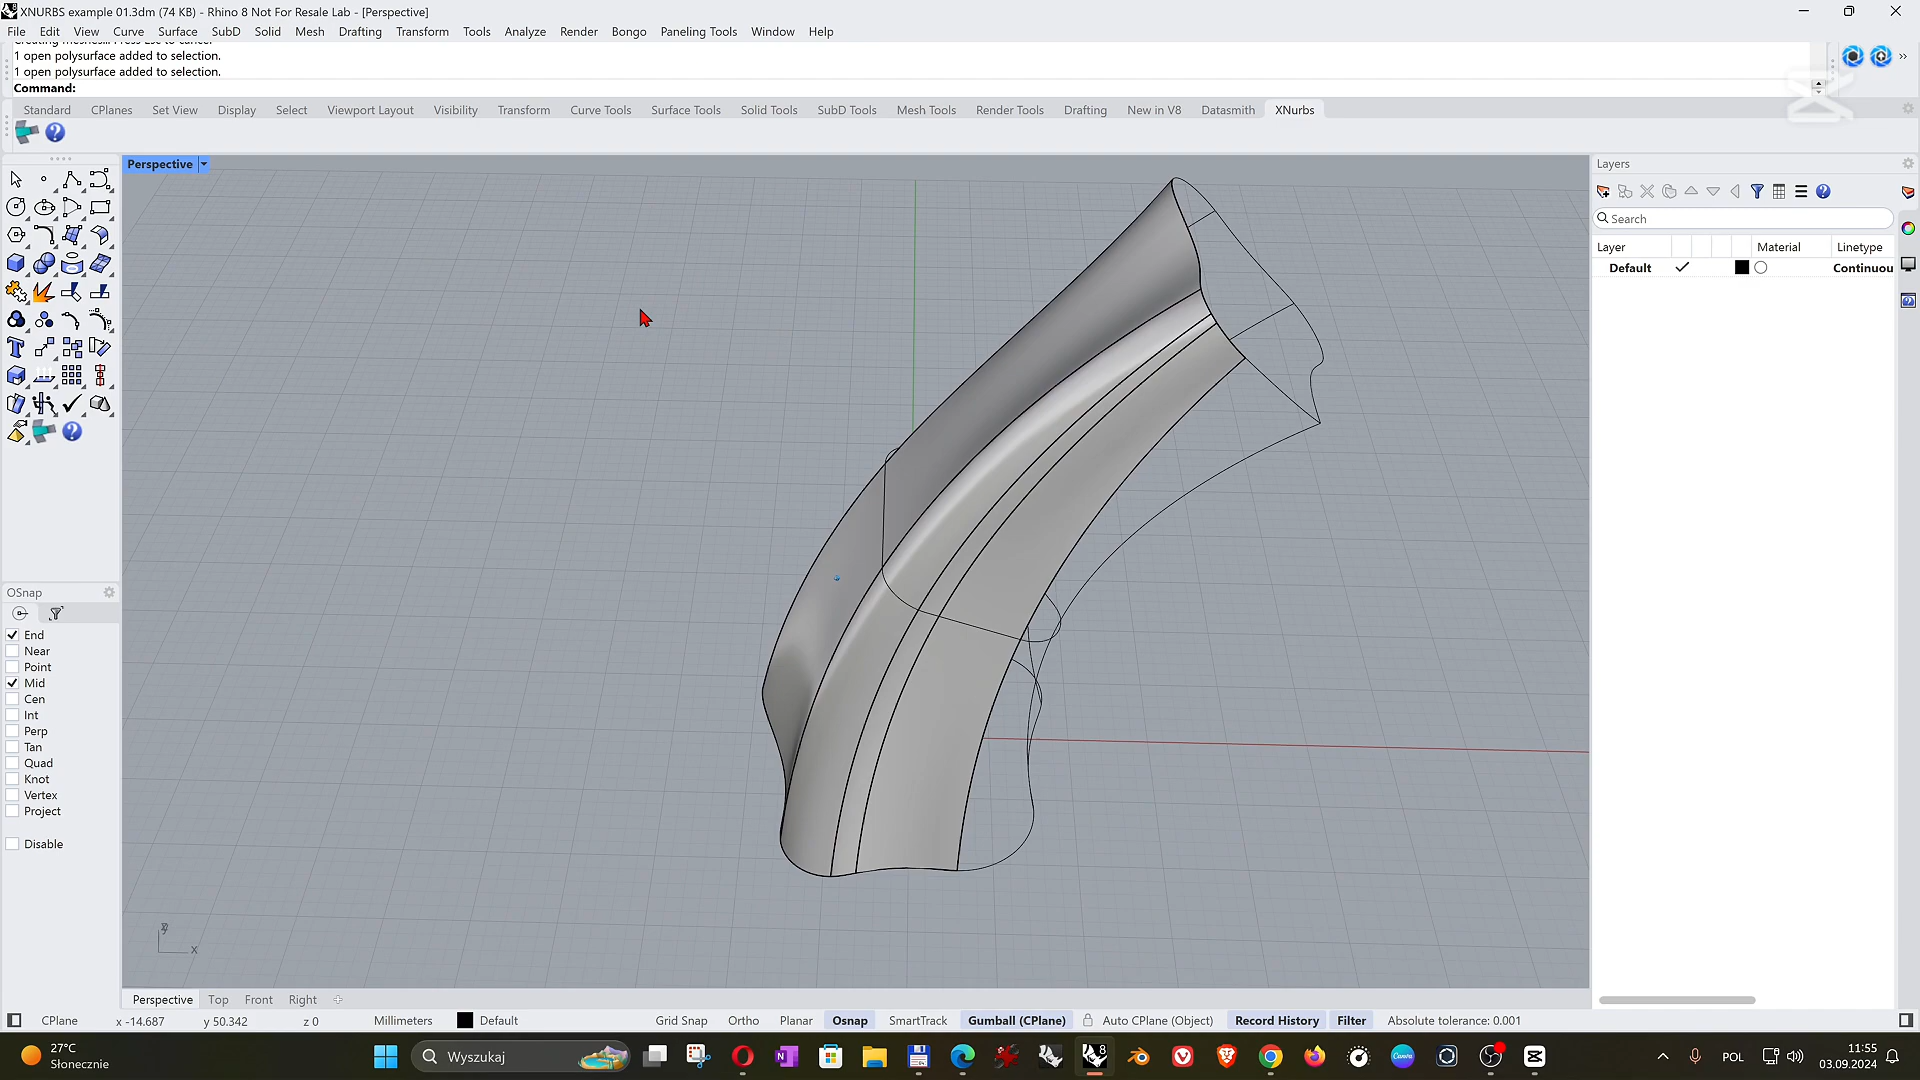 XNURBS example 01.3dm (74 KB) - Rhino 8 Not For Resale Lab - [Perspective]
File Edit View Curve Surface SubD Solid Mesh Drafting Transform Tools Analyze Render Bongo Paneling Tools Window Help
Creating meshes... Press Esc to cancel
1 open polysurface added to selection.
1 open polysurface added to selection.
Command:
Standard CPlanes Set View Display Select Viewport Layout Visibility Transform Curve Tools Surface Tools Solid Tools SubD Tools Mesh Tools Render Tools Drafting New in V8 Datasmith XNurbs
Perspective
Layers
Search
Layer Material Linetype
Default Continuou
OSnap
End
Near
Point
Mid
Cen
Int
Perp
Tan
Quad
Knot
Vertex
Project
Disable
x
Perspective Top Front Right
CPlane x -14.687 y 50.342 z 0 Millimeters Default Grid Snap Ortho Planar Osnap SmartTrack Gumball (CPlane) Auto CPlane (Object) Record History Filter Absolute tolerance: 0.001
27°C
Słonecznie
Wyszukaj
POL
11:55
03.09.2024